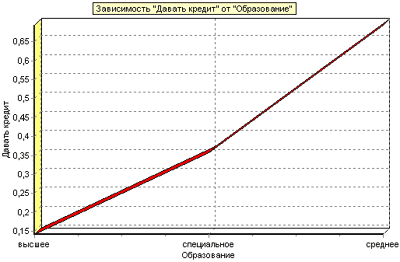 Зависимость "Давать кредит" от "Образование"
0,65
0,6
0,55
0,5
0,45
0,4
0,35
0,3
0,25
0,2
0,15
Давать кредит
высшее специальное среднее
Образование